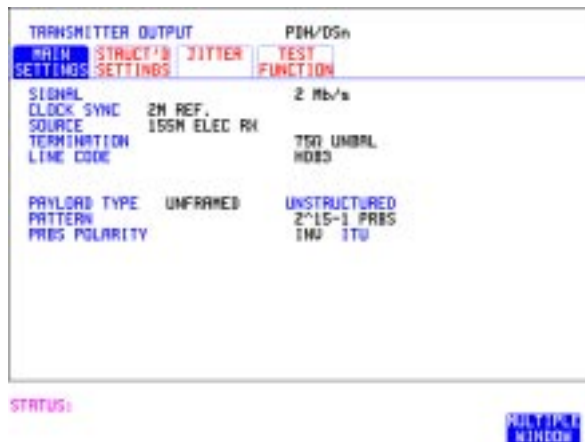 TRANSMITTER OUTPUT PDH/DSn
MAIN SETTINGS STRUCT'D SETTINGS JITTER TEST FUNCTION
SIGNAL 2 Mb/s
CLOCK SYNC 2M REF.
SOURCE 155M ELEC RX
TERMINATION 75Ω UNBAL
LINE CODE HDB3
PAYLOAD TYPE UNFRAMED UNSTRUCTURED
PATTERN 2^15-1 PRBS
PRBS POLARITY INV ITU
STATUS:
MULTIPLE
WINDOW